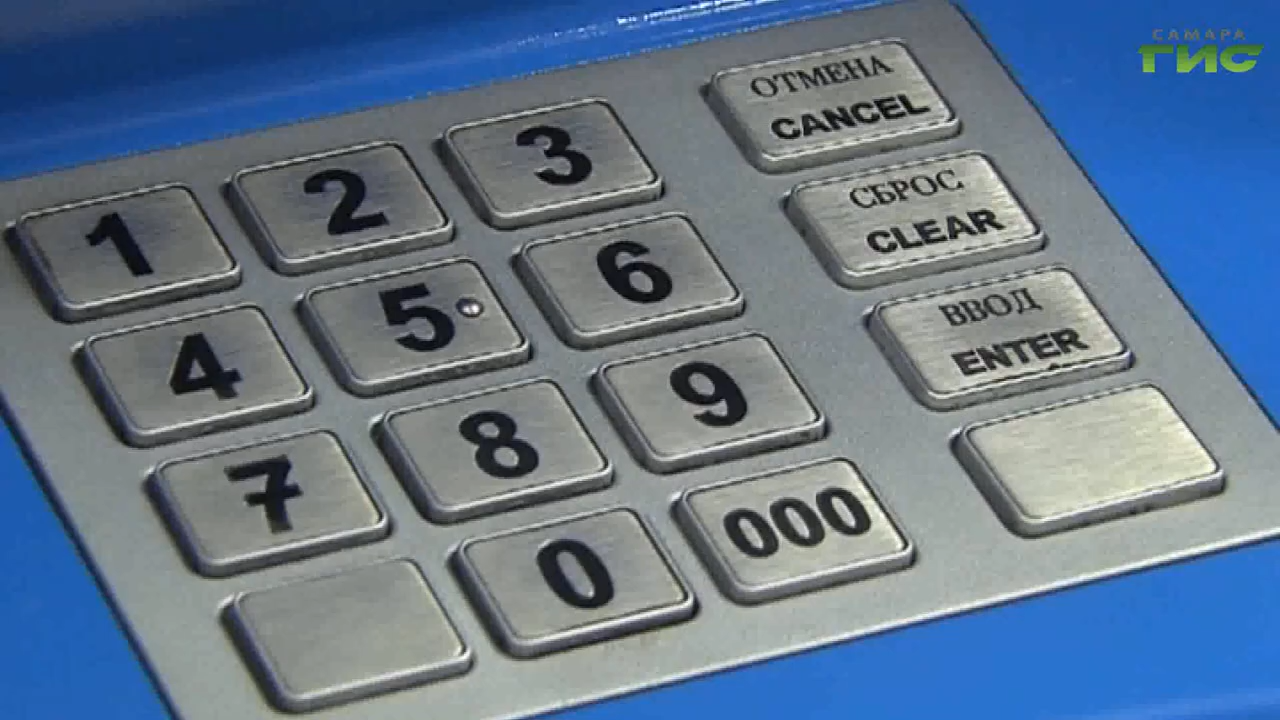 САМАРА
ГИС
1 2 3
ОТМЕНА
CANCEL
4 5 6
СБРОС
CLEAR
7 8 9
ВВОД
ENTER
0 000